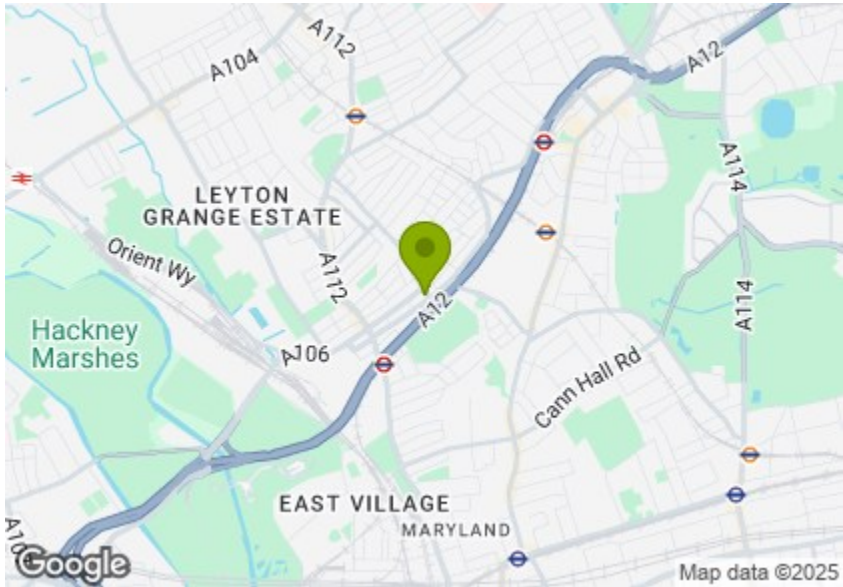 A112
A12
A104
A114
LEYTON
GRANGE ESTATE
Orient Wy
A112
A12
A114
Hackney
Marshes
A106
Cann Hall Rd
EAST VILLAGE
MARYLAND
Google
Map data ©2025